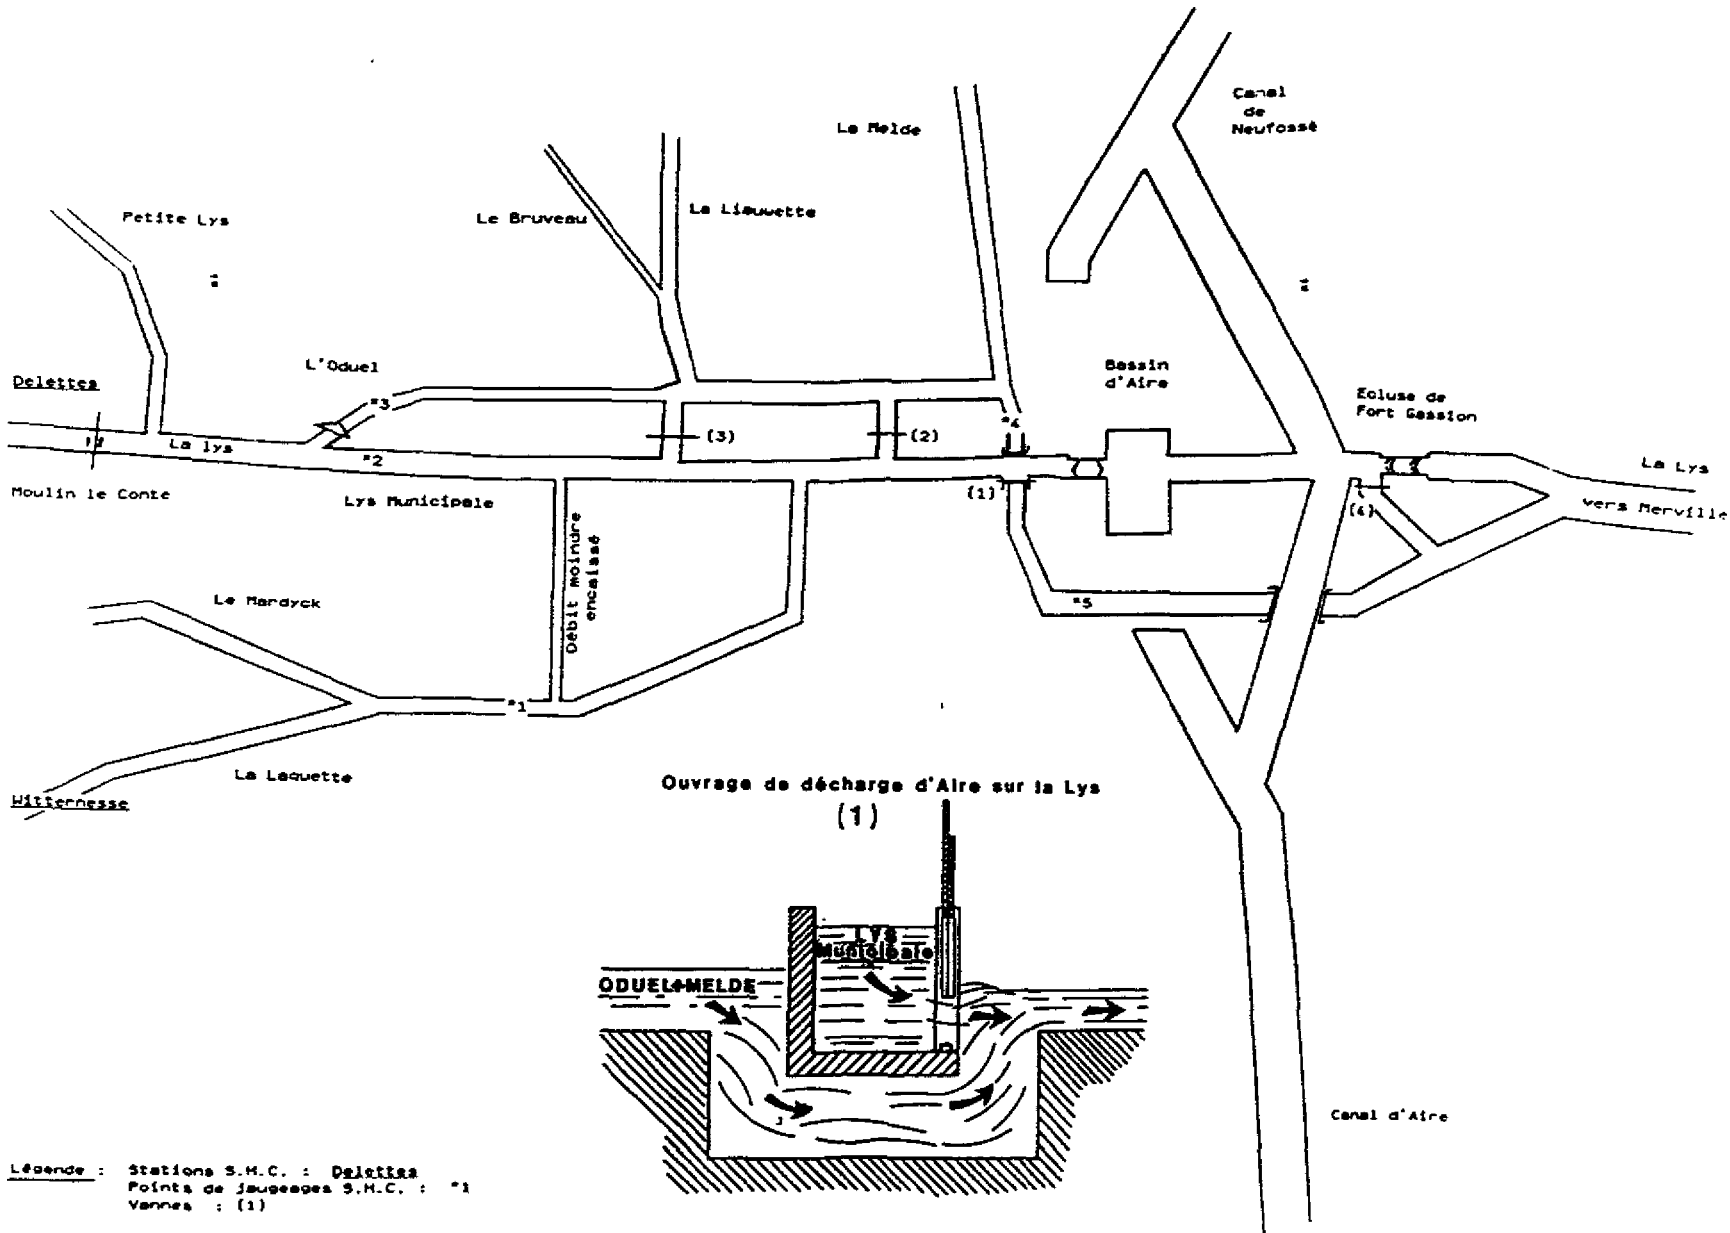 Canal
de
Neufossé
La Melde
Petite Lys
Le Bruveau
La Liauwette
L'Oduel
Bassin
d'Aire
Delettes
*3
Ecluse de
Fort Gassion
*4
(3)
(2)
La lys
*2
La Lys
Moulin le Conte
Lys Municipale
(1)
(4)
vers Merville
Débit moindre
encaissé
Le Mardyck
*5
*1
La Laquette
Witternesse
Ouvrage de décharge d'Aire sur la Lys
(1)
LYS
Municipale
ODUEL+MELDE
Canal d'Aire
Légende : Stations S.H.C. : Delettes
Points de jaugeages S.H.C. : *1
Vannes : (1)